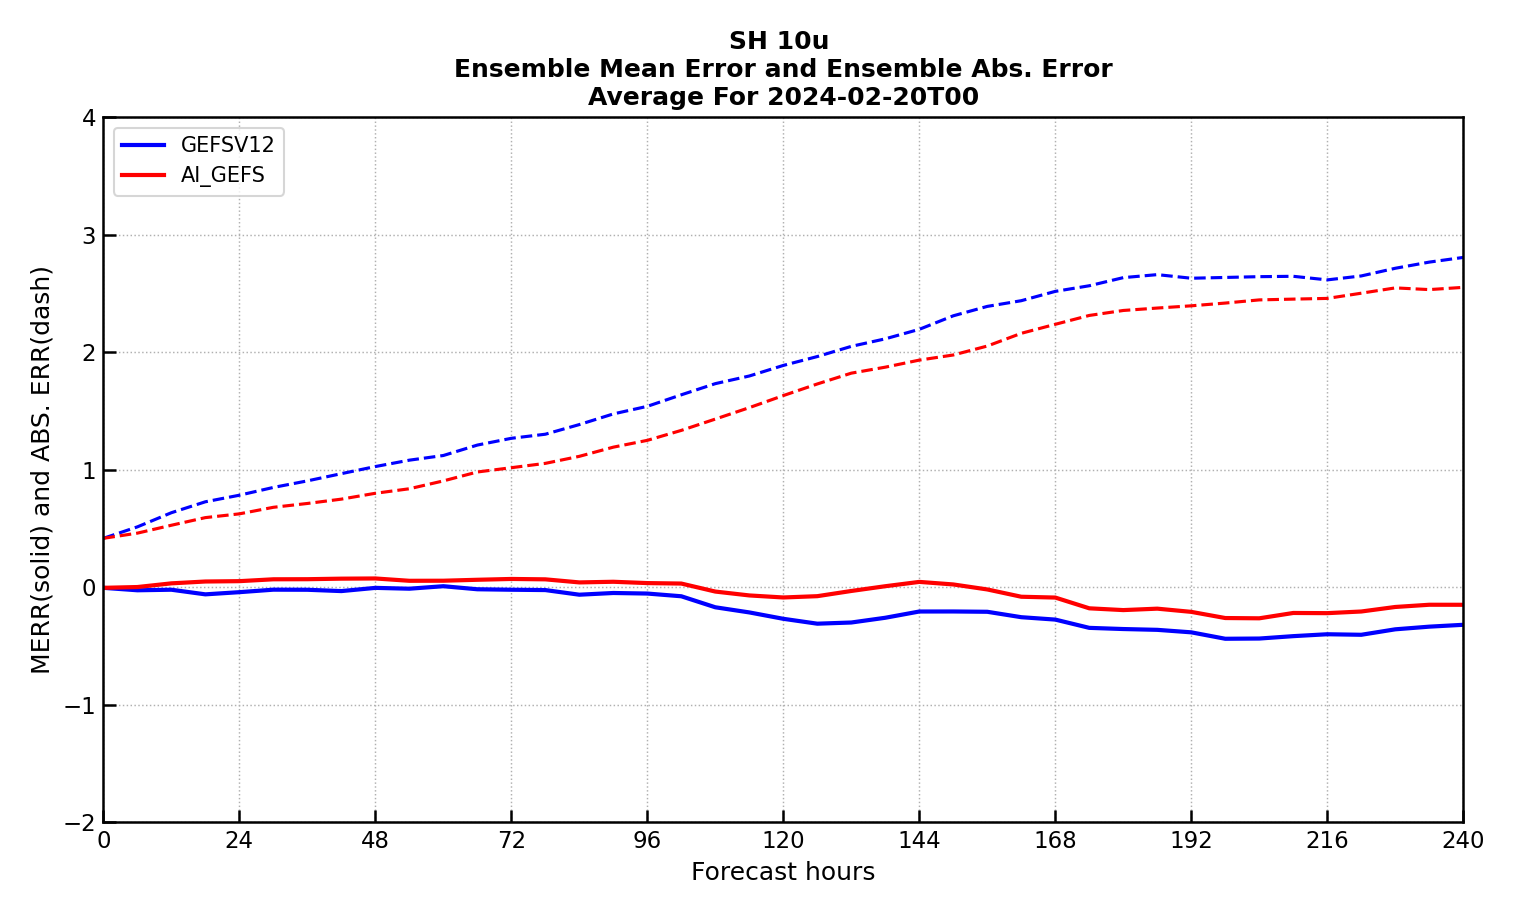 SH 10u
Ensemble Mean Error and Ensemble Abs. Error
Average For 2024-02-20T00
GEFSV12
AI_GEFS
MERR(solid) and ABS. ERR(dash)
4
3
2
1
0
−1
−2
0 24 48 72 96 120 144 168 192 216 240
Forecast hours